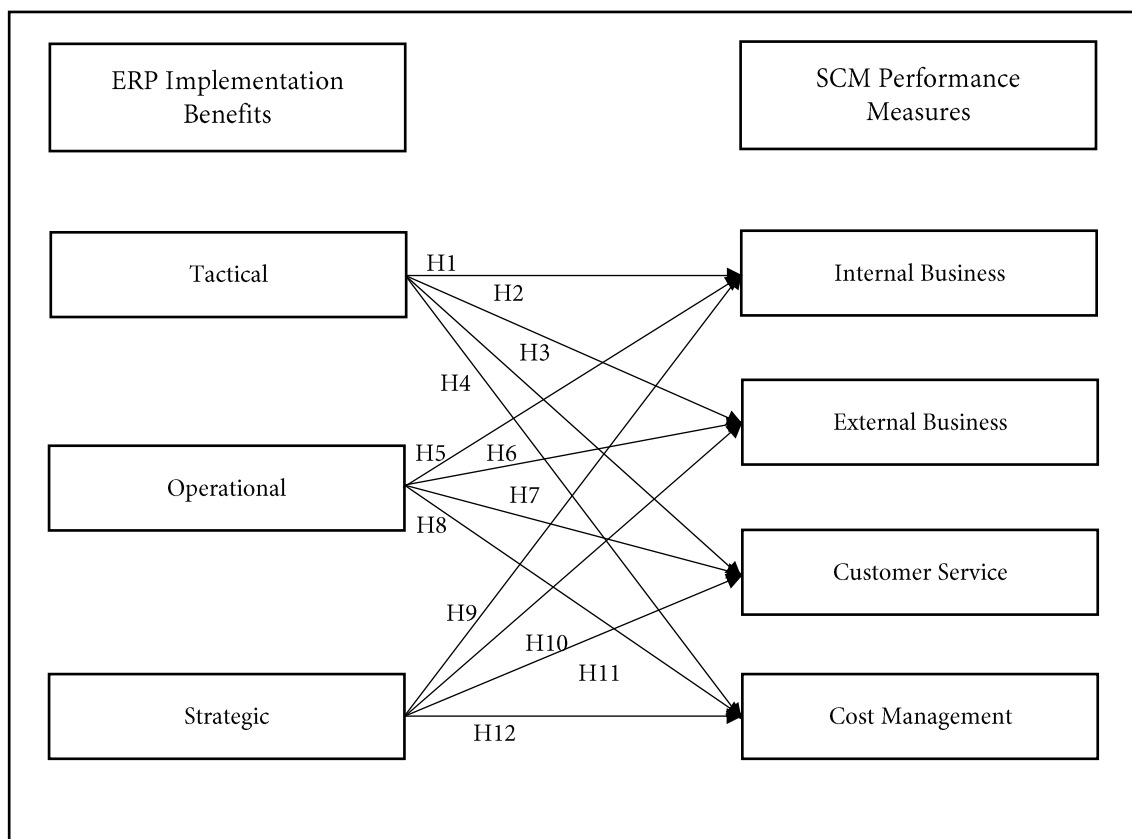 ERP Implementation
Benefits
SCM Performance
Measures
Tactical
Internal Business
H1
H2
H3
H4
External Business
H5
H6
Operational
H7
H8
Customer Service
H9
H10
H11
Strategic
Cost Management
H12